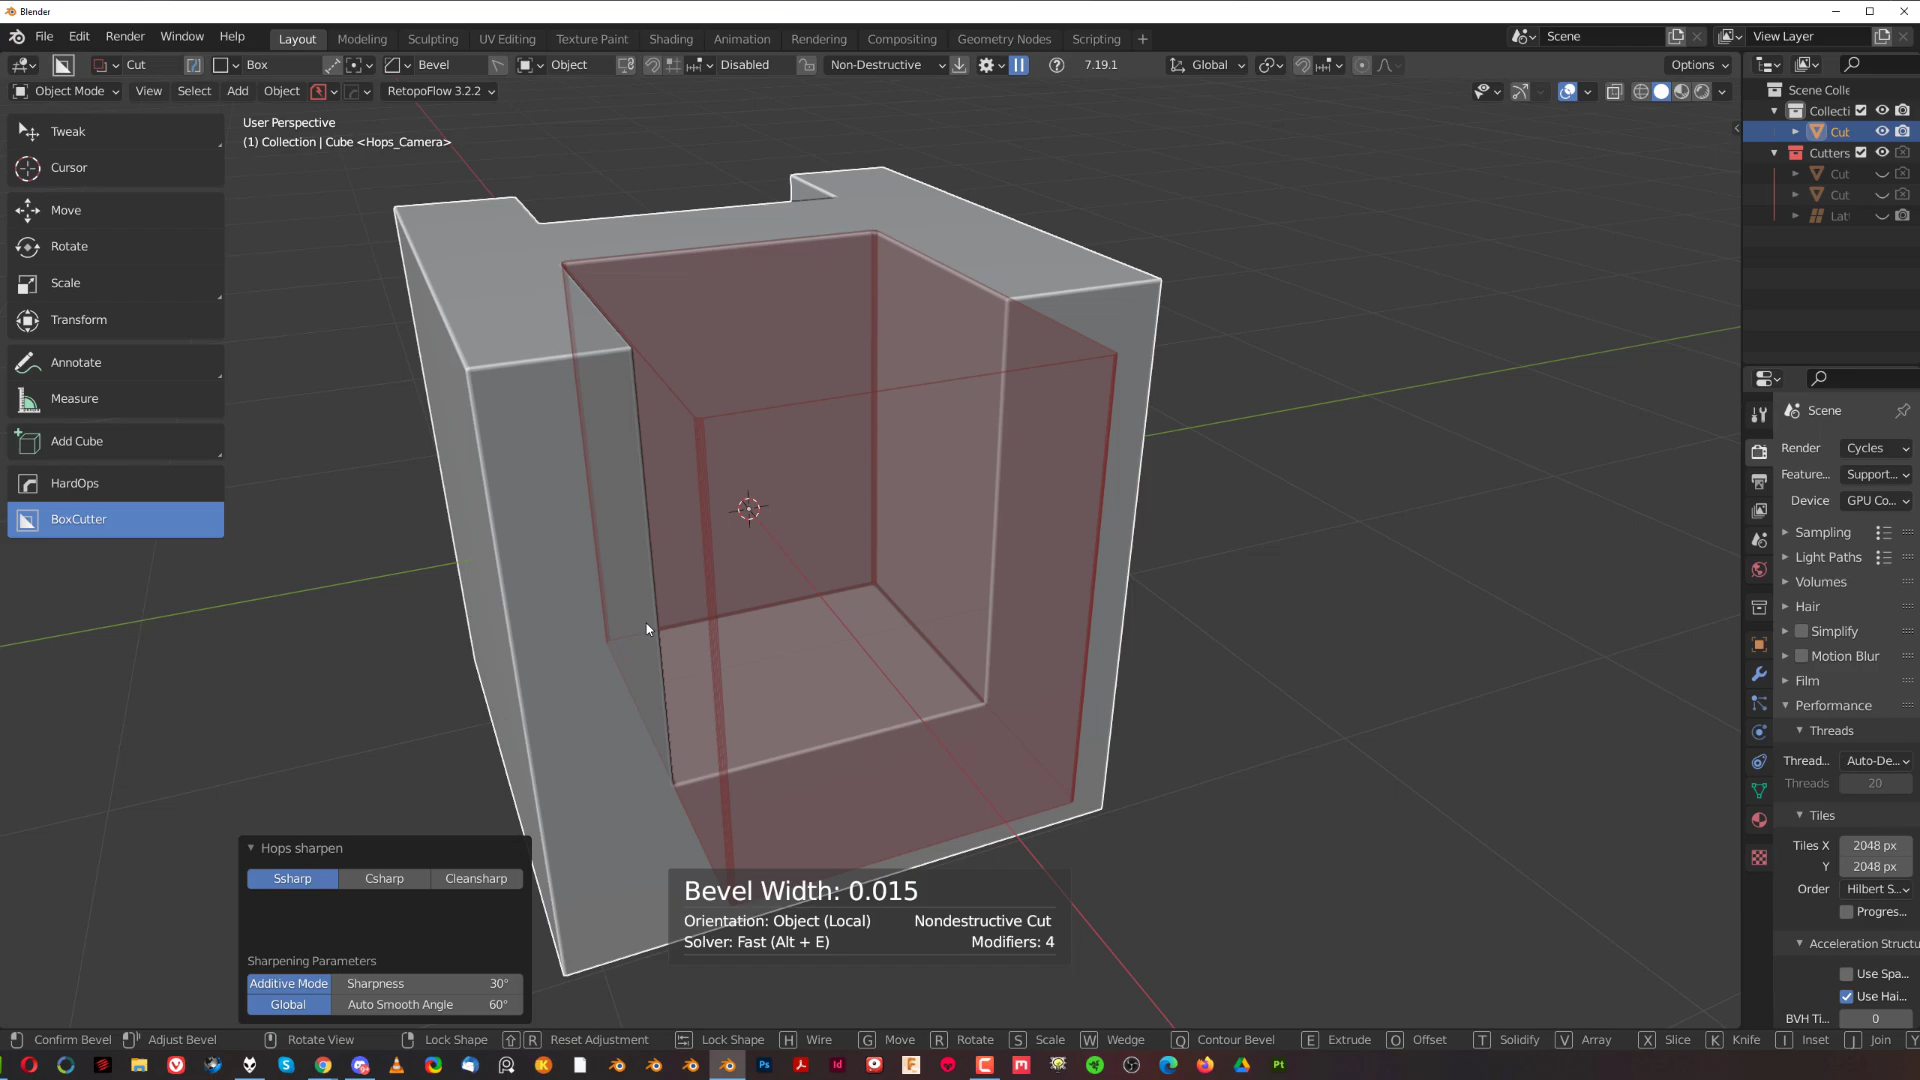 Blender
File Edit Render Window Help Layout Modeling Sculpting UV Editing Texture Paint Shading Animation Rendering Compositing Geometry Nodes Scripting + Scene View Layer
Cut Box Bevel Object Disabled Non-Destructive 7.19.1 Global Options
Object Mode View Select Add Object RetopoFlow 3.2.2
User Perspective
(1) Collection | Cube <Hops_Camera>
Tweak
Cursor
Move
Rotate
Scale
Transform
Annotate
Measure
Add Cube
HardOps
BoxCutter
Scene Colle
Collecti
Cut
Cutters
Cut
Cut
Lat
Scene
Render Cycles
Feature... Support...
Device GPU Co...
Sampling
Light Paths
Volumes
Hair
Simplify
Motion Blur
Film
Performance
Threads
Thread... Auto-De...
Threads 20
Tiles
Tiles X 2048 px
Y 2048 px
Order Hilbert S...
Progres...
Acceleration Structu
Use Spa...
Use Hai...
BVH Ti... 0
Hops sharpen
Ssharp Csharp Cleansharp
Sharpening Parameters
Additive Mode Sharpness 30°
Global Auto Smooth Angle 60°
Bevel Width: 0.015
Orientation: Object (Local) Nondestructive Cut
Solver: Fast (Alt + E) Modifiers: 4
Confirm Bevel Adjust Bevel Rotate View Lock Shape R Reset Adjustment Lock Shape H Wire G Move R Rotate S Scale W Wedge Q Contour Bevel E Extrude O Offset T Solidify V Array X Slice K Knife I Inset J Join Y
Ps Id K F M Pt